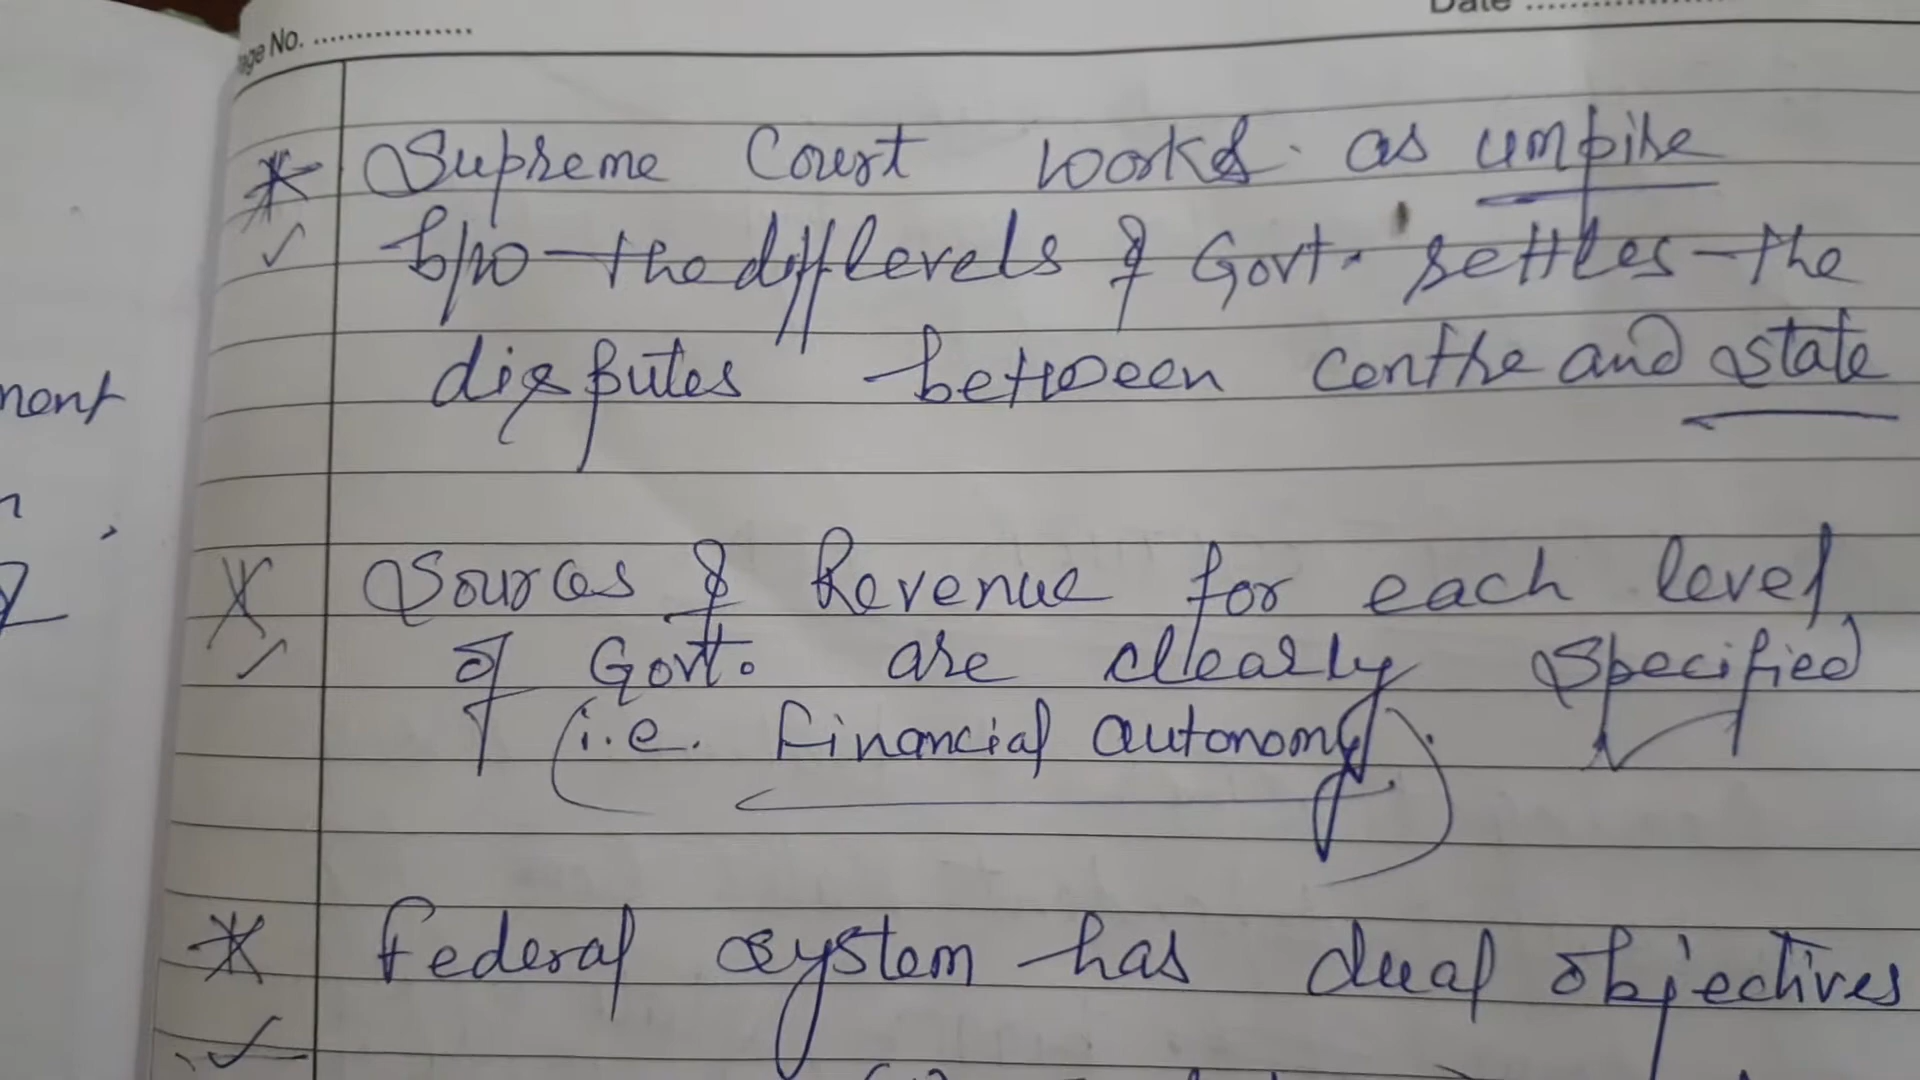 Page No. ..................
Date ..................
* Supreme Court works as umpire
b/w the diff levels of Govt. settles the
disputes between centre and state
* Sources of Revenue for each level
of Govt. are clearly specified
(i.e. financial autonomy).
* Federal system has dual objectives
ment